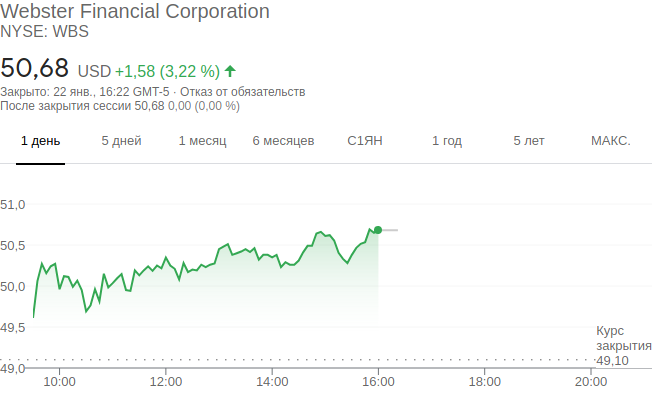 Webster Financial Corporation
NYSE: WBS
50,68 USD +1,58 (3,22 %)
Закрыто: 22 янв., 16:22 GMT-5 · Отказ от обязательств
После закрытия сессии 50,68 0,00 (0,00 %)
1 день 5 дней 1 месяц 6 месяцев С1ЯН 1 год 5 лет МАКС.
51,0
50,5
50,0
49,5
Курс
закрытия
49,10
49,0
10:00 12:00 14:00 16:00 18:00 20:00